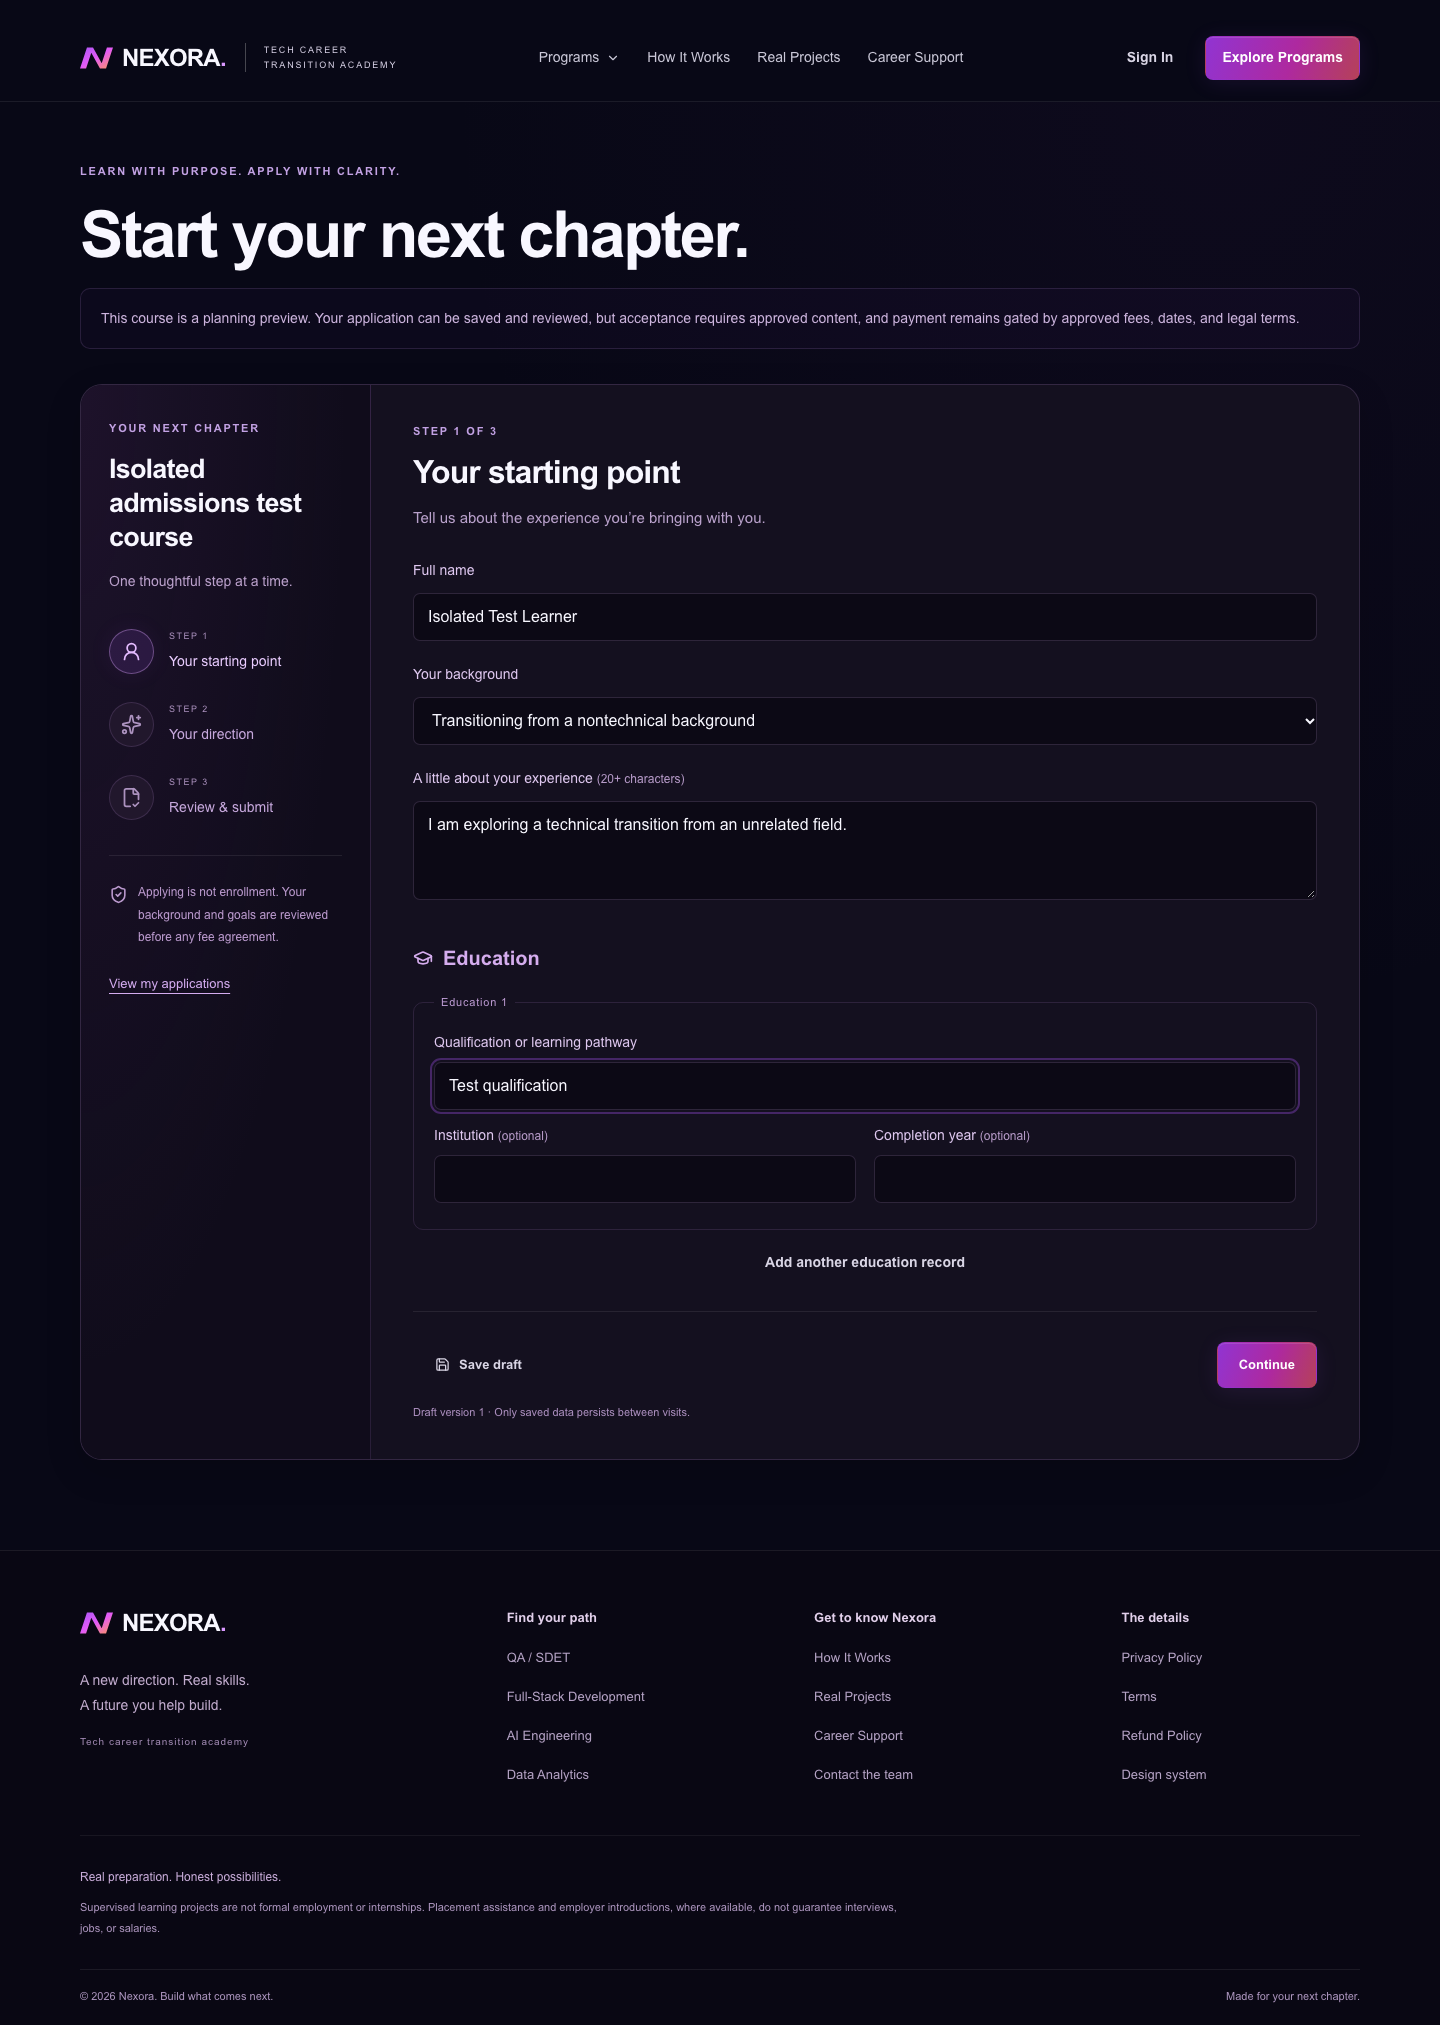 NEXORA.
TECH CAREER
TRANSITION ACADEMY
Programs
How It Works
Real Projects
Career Support
Sign In
Explore Programs
LEARN WITH PURPOSE. APPLY WITH CLARITY.
Start your next chapter.
This course is a planning preview. Your application can be saved and reviewed, but acceptance requires approved content, and payment remains gated by approved fees, dates, and legal terms.
YOUR NEXT CHAPTER
Isolated
admissions test
course
One thoughtful step at a time.
STEP 1
Your starting point
STEP 2
Your direction
STEP 3
Review & submit
Applying is not enrollment. Your
background and goals are reviewed
before any fee agreement.
View my applications
STEP 1 OF 3
Your starting point
Tell us about the experience you’re bringing with you.
Full name
Isolated Test Learner
Your background
Transitioning from a nontechnical background
A little about your experience (20+ characters)
I am exploring a technical transition from an unrelated field.
Education
Education 1
Qualification or learning pathway
Test qualification
Institution (optional)
Completion year (optional)
Add another education record
Save draft
Continue
Draft version 1 · Only saved data persists between visits.
NEXORA.
A new direction. Real skills.
A future you help build.
Tech career transition academy
Find your path
QA / SDET
Full-Stack Development
AI Engineering
Data Analytics
Get to know Nexora
How It Works
Real Projects
Career Support
Contact the team
The details
Privacy Policy
Terms
Refund Policy
Design system
Real preparation. Honest possibilities.
Supervised learning projects are not formal employment or internships. Placement assistance and employer introductions, where available, do not guarantee interviews,
jobs, or salaries.
© 2026 Nexora. Build what comes next.
Made for your next chapter.